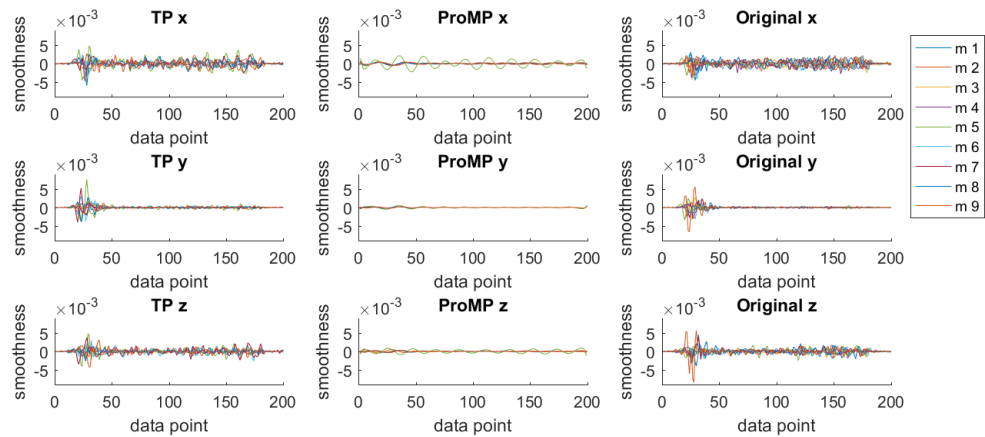 TP x
×10⁻³
smoothness
5
0
-5
0 50 100 150 200
data point
ProMP x
×10⁻³
smoothness
5
0
-5
0 50 100 150 200
data point
Original x
×10⁻³
smoothness
5
0
-5
0 50 100 150 200
data point
m 1
m 2
m 3
m 4
m 5
m 6
m 7
m 8
m 9
TP y
×10⁻³
smoothness
5
0
-5
0 50 100 150 200
data point
ProMP y
×10⁻³
smoothness
5
0
-5
0 50 100 150 200
data point
Original y
×10⁻³
smoothness
5
0
-5
0 50 100 150 200
data point
TP z
×10⁻³
smoothness
5
0
-5
0 50 100 150 200
data point
ProMP z
×10⁻³
smoothness
5
0
-5
0 50 100 150 200
data point
Original z
×10⁻³
smoothness
5
0
-5
0 50 100 150 200
data point